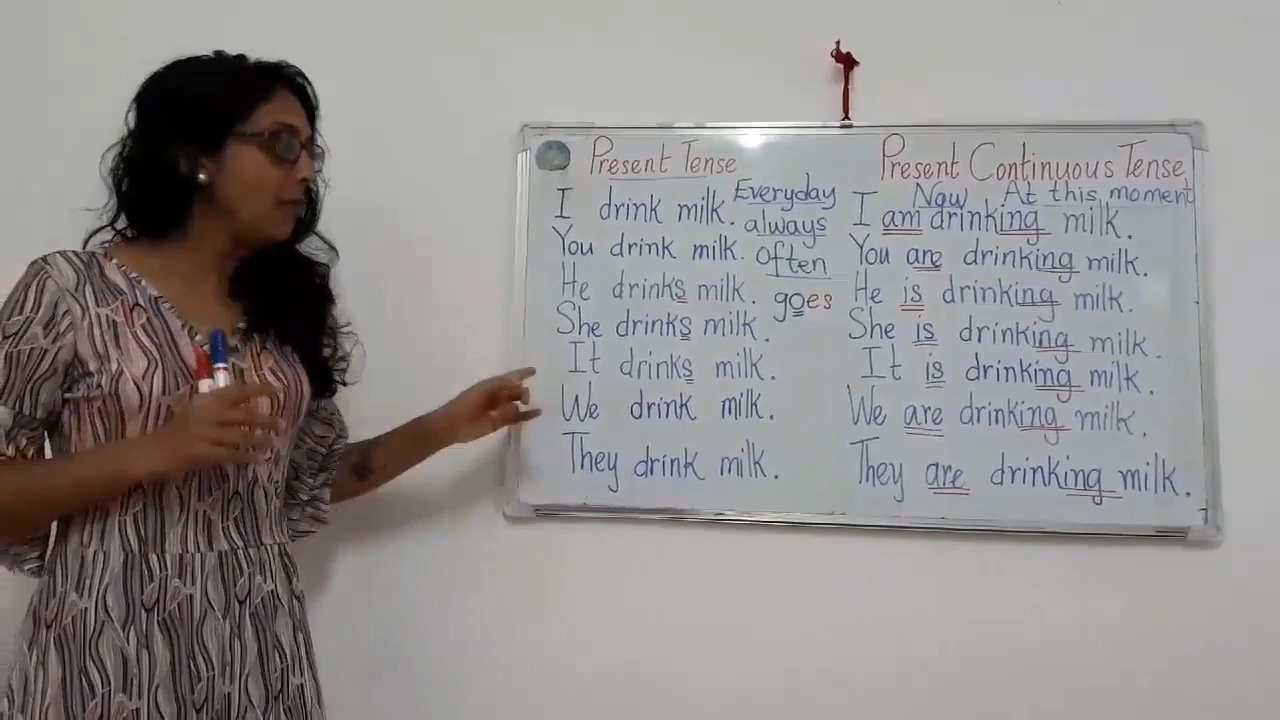 Present Tense
I drink milk. Everyday
always
You drink milk. often
He drinks milk. goes
She drinks milk.
It drinks milk.
We drink milk.
They drink milk.
Present Continuous Tense
Now At this moment
I am drinking milk.
You are drinking milk.
He is drinking milk.
She is drinking milk.
It is drinking milk.
We are drinking milk.
They are drinking milk.